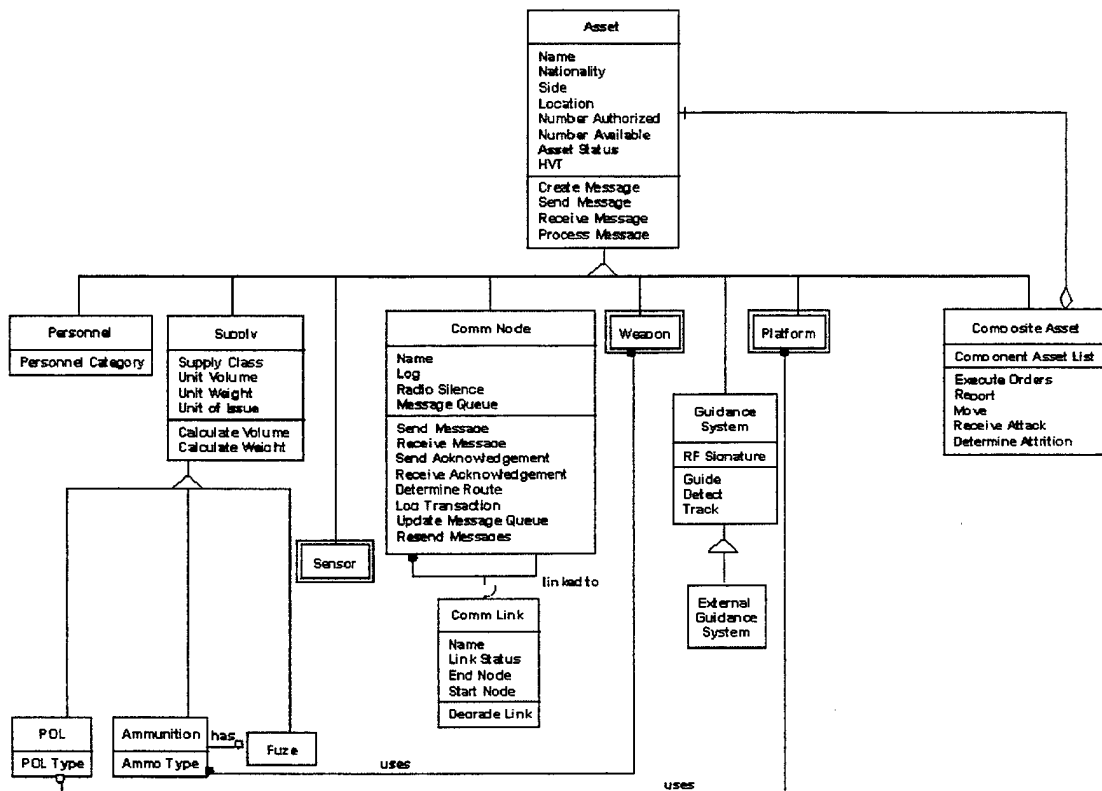 Asset
Name
Nationality
Side
Location
Number Authorized
Number Available
Asset Status
HVT
Create Message
Send Message
Receive Message
Process Message
Personnel
Personnel Category
Supply
Supply Class
Unit Volume
Unit Weight
Unit of Issue
Calculate Volume
Calculate Weight
Comm Node
Name
Log
Radio Silence
Message Queue
Send Message
Receive Message
Send Acknowledgement
Receive Acknowledgement
Determine Route
Log Transaction
Update Message Queue
Resend Messages
Weapon
Platform
Composite Asset
Component Asset List
Execute Orders
Report
Move
Receive Attack
Determine Attrition
Guidance
System
RF Signature
Guide
Detect
Track
Sensor
linked to
External
Guidance
System
Comm Link
Name
Link Status
End Node
Start Node
Degrade Link
POL
POL Type
Ammunition
Ammo Type
has
Fuze
uses
uses